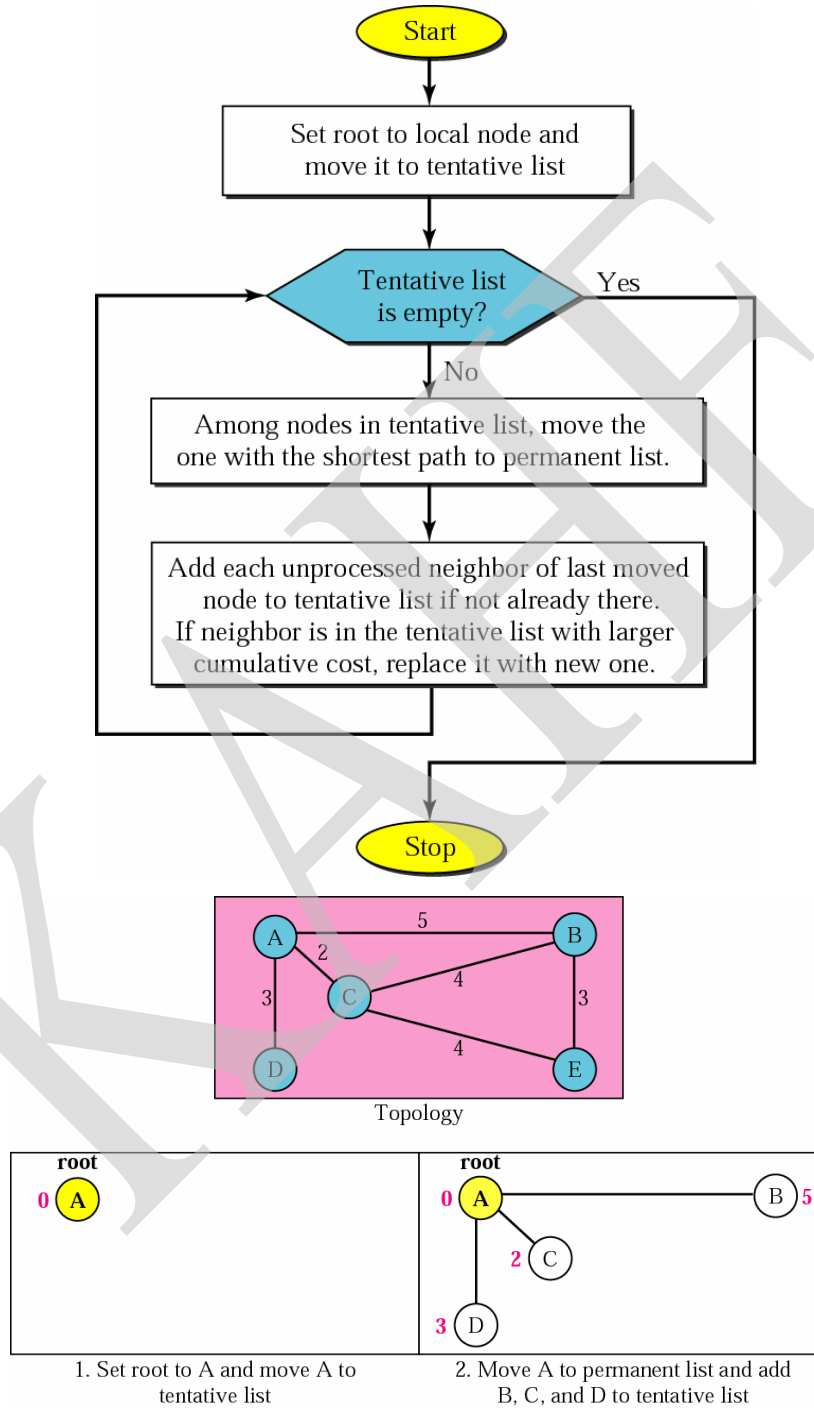 Start
Set root to local node and
move it to tentative list
Tentative list
is empty?
Yes
No
Among nodes in tentative list, move the
one with the shortest path to permanent list.
Add each unprocessed neighbor of last moved
node to tentative list if not already there.
If neighbor is in the tentative list with larger
cumulative cost, replace it with new one.
Stop
KAHE
A
5
B
2
C
4
3
3
4
D
E
Topology
root
0 A
root
0 A
B 5
2 C
3 D
1. Set root to A and move A to
tentative list
2. Move A to permanent list and add
B, C, and D to tentative list